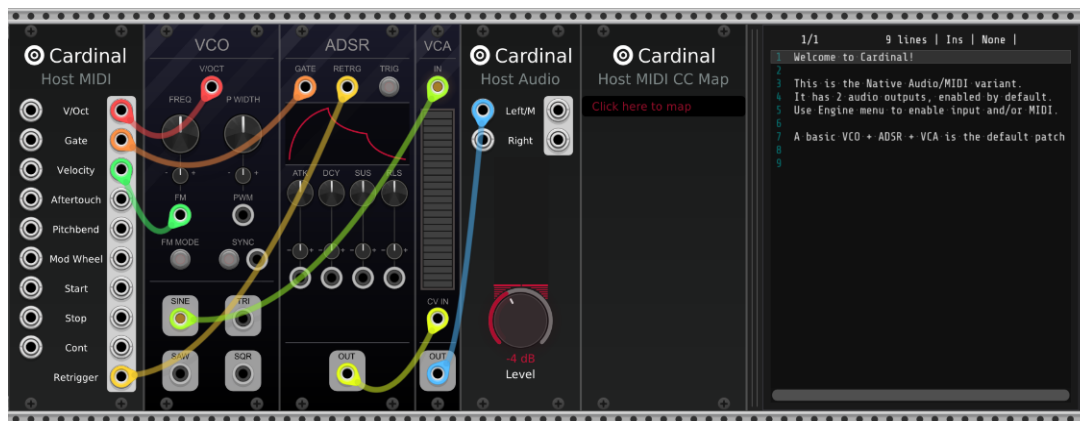 Cardinal
Host MIDI
V/Oct
Gate
Velocity
Aftertouch
Pitchbend
Mod Wheel
Start
Stop
Cont
Retrigger
VCO
V/OCT
FREQ
P WIDTH
- +
- +
FM
PWM
FM MODE
SYNC
SINE
TRI
SAW
SQR
ADSR
GATE
RETRG
TRIG
ATK
DCY
SUS
RLS
- +
- +
- +
- +
OUT
VCA
IN
CV IN
OUT
Cardinal
Host Audio
Left/M
Right
-4 dB
Level
Cardinal
Host MIDI CC Map
Click here to map
1/1 9 lines | Ins | None |
1 Welcome to Cardinal!
2
3 This is the Native Audio/MIDI variant.
4 It has 2 audio outputs, enabled by default.
5 Use Engine menu to enable input and/or MIDI.
6
7 A basic VCO + ADSR + VCA is the default patch
8
9